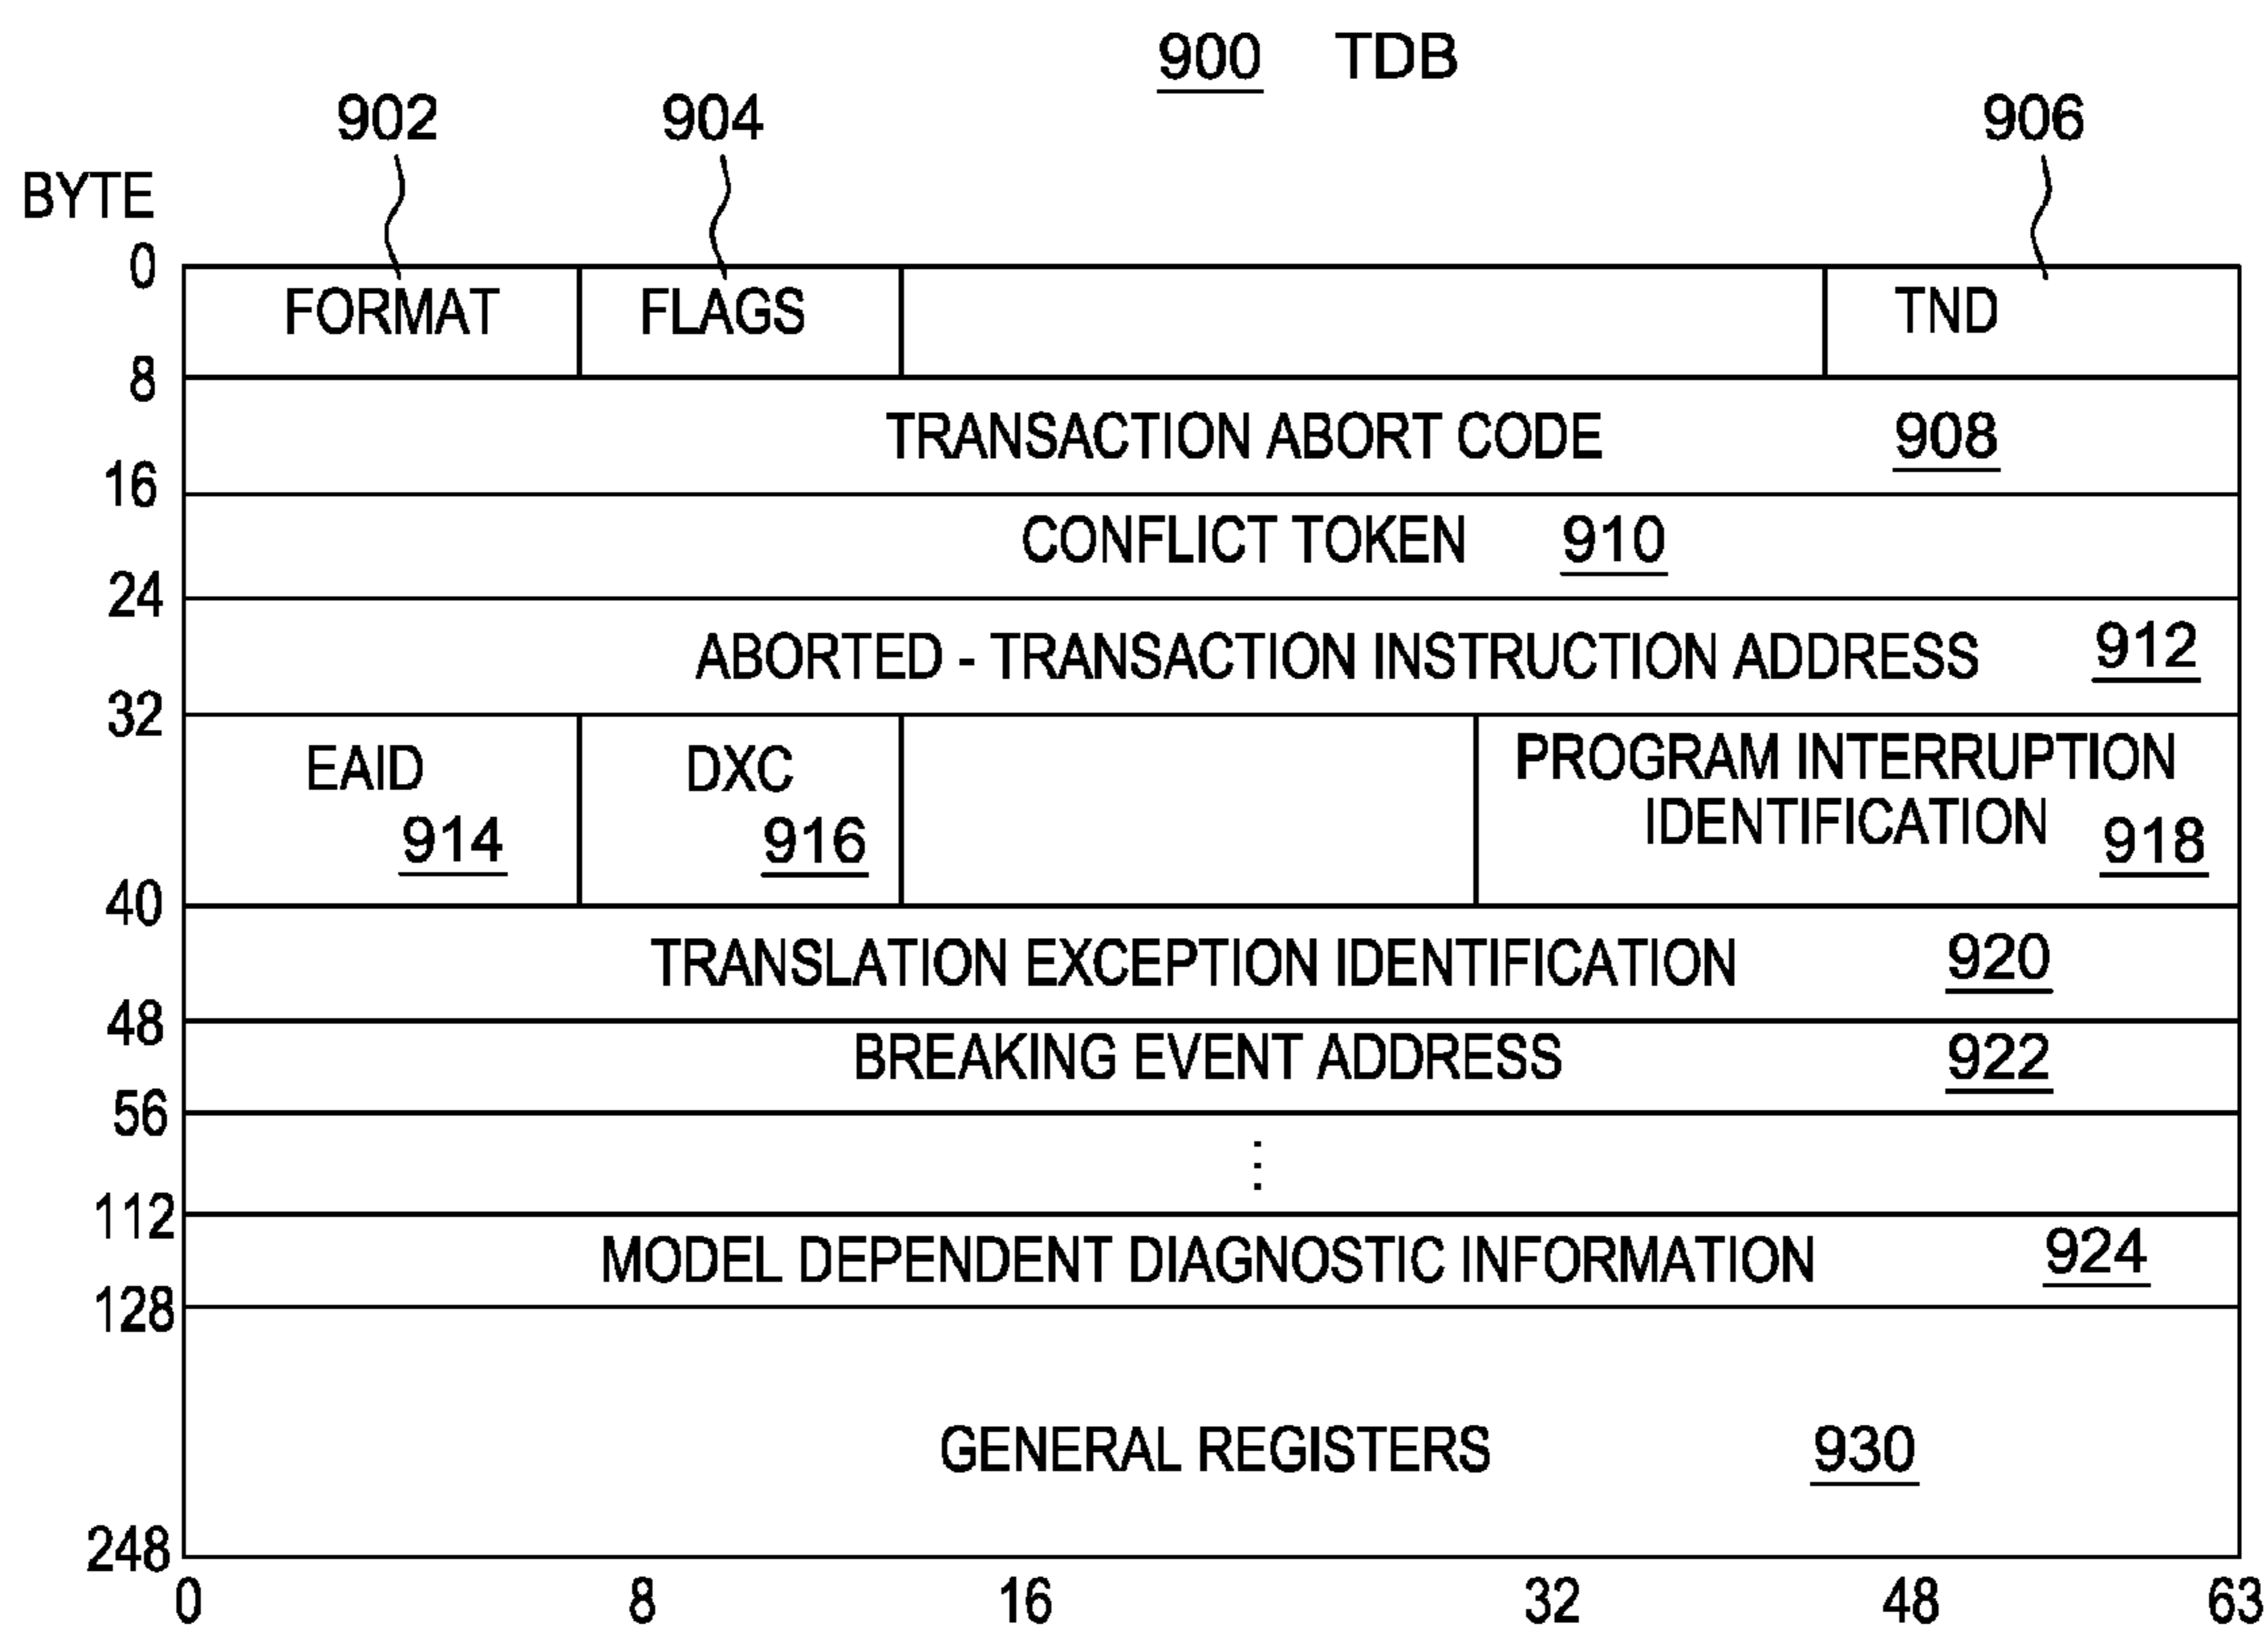 900 TDB
902 904 906
BYTE
0
FORMAT FLAGS TND
8
TRANSACTION ABORT CODE 908
16
CONFLICT TOKEN 910
24
ABORTED - TRANSACTION INSTRUCTION ADDRESS 912
32
EAID DXC PROGRAM INTERRUPTION
IDENTIFICATION
914 916 918
40
TRANSLATION EXCEPTION IDENTIFICATION 920
48
BREAKING EVENT ADDRESS 922
56
⋮
112
MODEL DEPENDENT DIAGNOSTIC INFORMATION 924
128
GENERAL REGISTERS 930
248
0 8 16 32 48 63